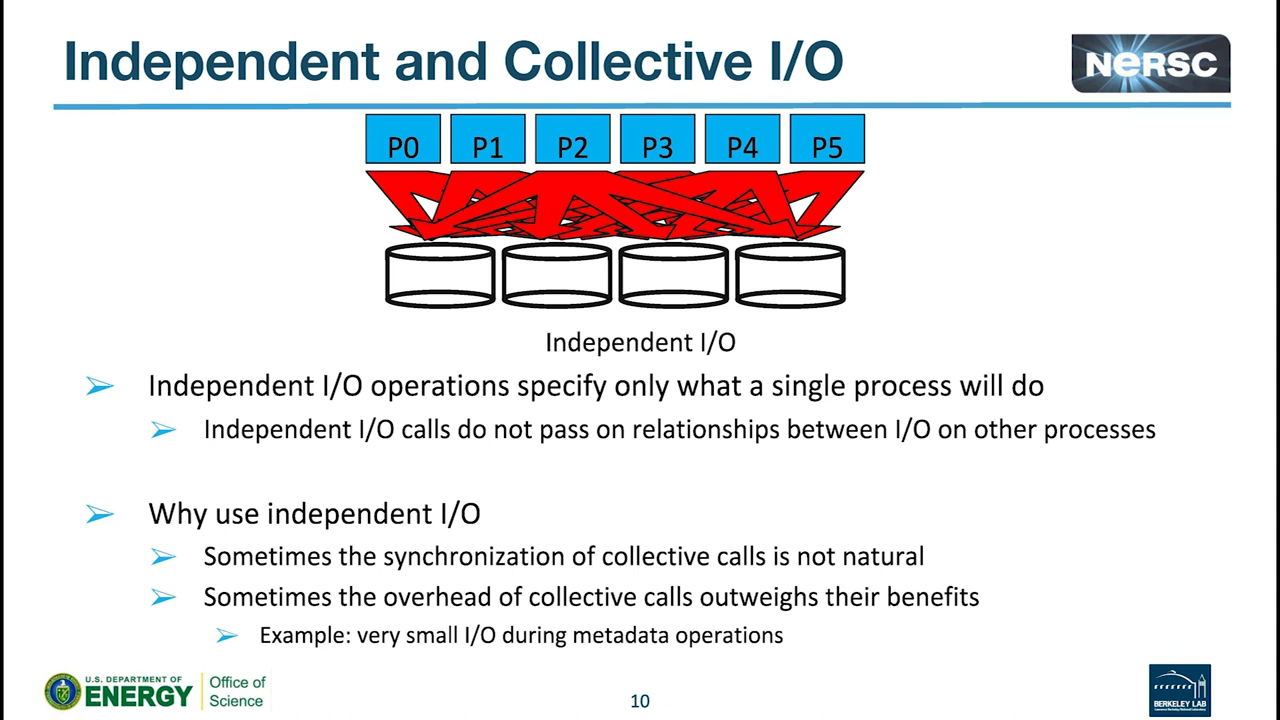 Independent and Collective I/O
NERSC
P0 P1 P2 P3 P4 P5
Independent I/O
Independent I/O operations specify only what a single process will do
Independent I/O calls do not pass on relationships between I/O on other processes
Why use independent I/O
Sometimes the synchronization of collective calls is not natural
Sometimes the overhead of collective calls outweighs their benefits
Example: very small I/O during metadata operations
U.S. DEPARTMENT OF
ENERGY
Office of
Science
10
BERKELEY LAB